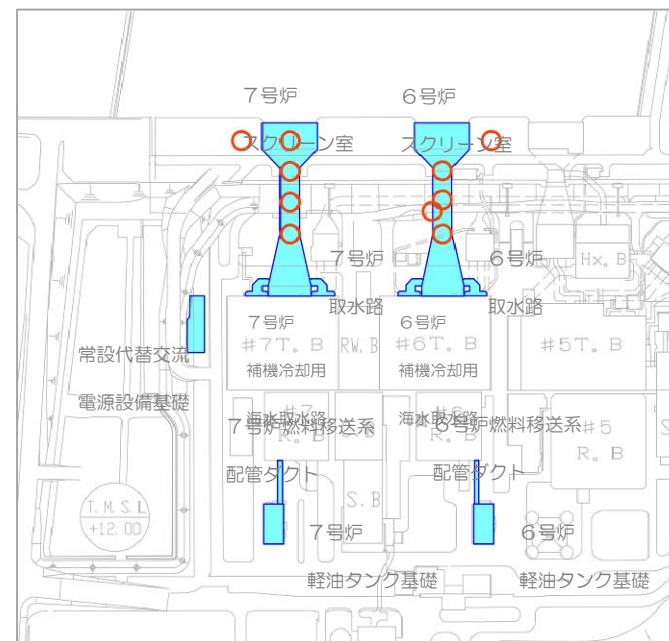 7号炉
6号炉
スクリーン室
スクリーン室
7号炉
6号炉
Hx. B
取水路
取水路
7号炉
6号炉
#7T. B
RW. B
#6T. B
#5T. B
常設代替交流
補機冷却用
補機冷却用
電源設備基礎
海水取水路
海水取水路
7号炉燃料移送系
6号炉燃料移送系
R. B
R. B
#5
R. B
配管ダクト
配管ダクト
S. B
T. M. S. L
+12. 00
7号炉
6号炉
軽油タンク基礎
軽油タンク基礎